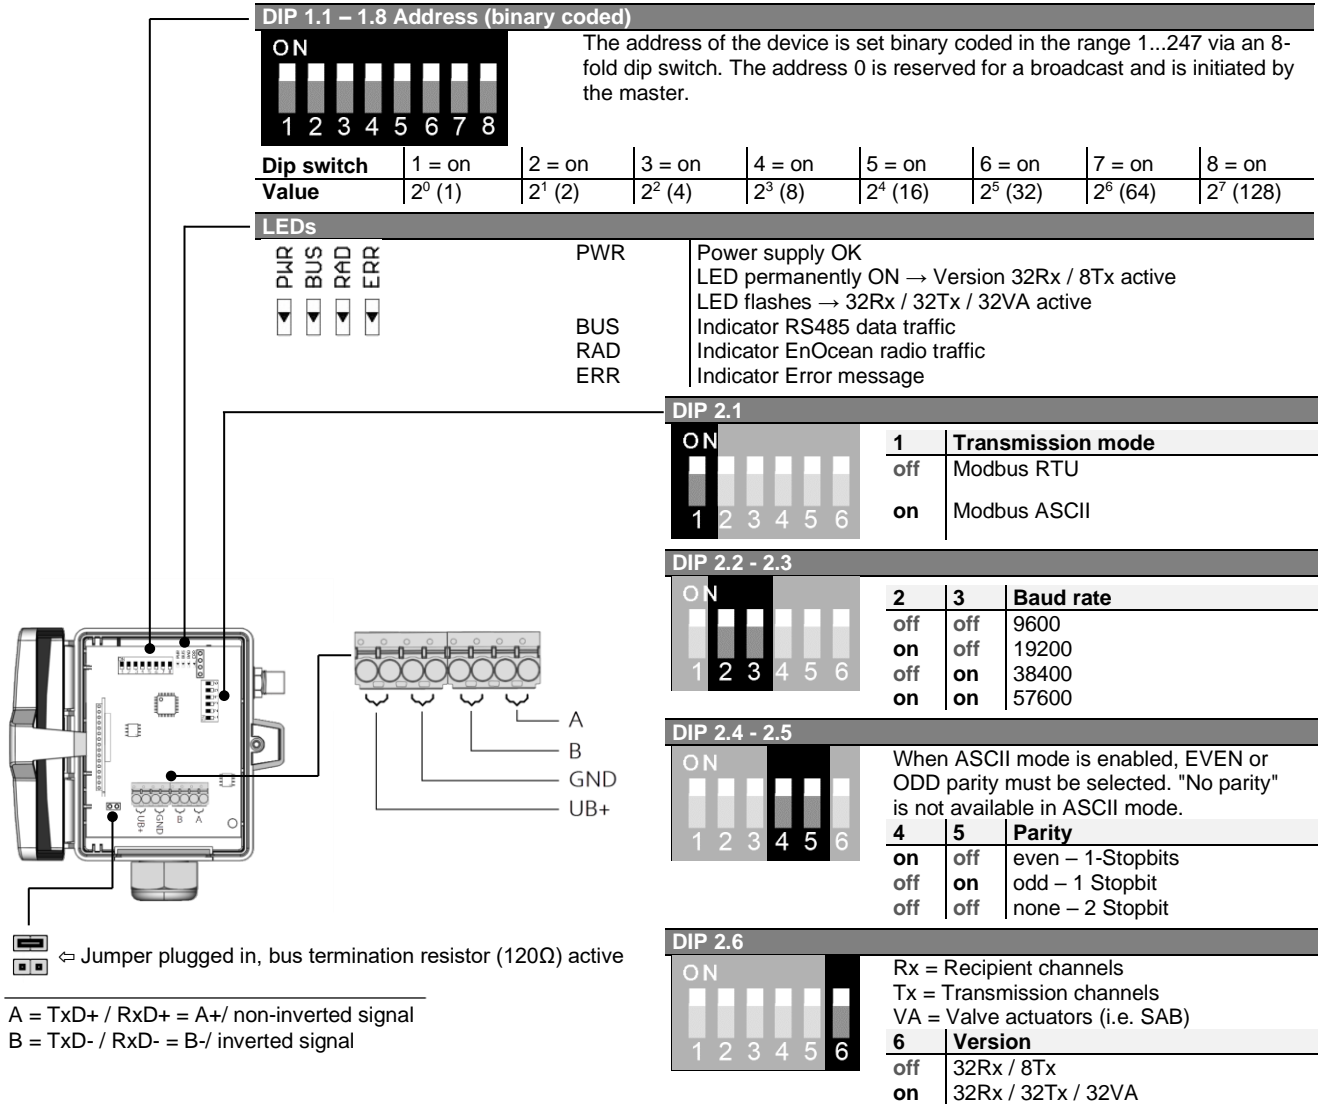 DIP 1.1 – 1.8 Address (binary coded)
ON
1 2 3 4 5 6 7 8
The address of the device is set binary coded in the range 1...247 via an 8-
fold dip switch. The address 0 is reserved for a broadcast and is initiated by
the master.
Dip switch 1 = on 2 = on 3 = on 4 = on 5 = on 6 = on 7 = on 8 = on
Value 2⁰ (1) 2¹ (2) 2² (4) 2³ (8) 2⁴ (16) 2⁵ (32) 2⁶ (64) 2⁷ (128)
LEDs
PWR BUS RAD ERR
PWR Power supply OK
LED permanently ON → Version 32Rx / 8Tx active
LED flashes → 32Rx / 32Tx / 32VA active
BUS Indicator RS485 data traffic
RAD Indicator EnOcean radio traffic
ERR Indicator Error message
DIP 2.1
ON
1 2 3 4 5 6
1 Transmission mode
off Modbus RTU
on Modbus ASCII
DIP 2.2 - 2.3
ON
1 2 3 4 5 6
2 3 Baud rate
off off 9600
on off 19200
off on 38400
on on 57600
A
B
GND
UB+
UB+ GND B A
DIP 2.4 - 2.5
ON
1 2 3 4 5 6
When ASCII mode is enabled, EVEN or
ODD parity must be selected. "No parity"
is not available in ASCII mode.
4 5 Parity
on off even – 1-Stopbits
off on odd – 1 Stopbit
off off none – 2 Stopbit
⇦ Jumper plugged in, bus termination resistor (120Ω) active
A = TxD+ / RxD+ = A+/ non-inverted signal
B = TxD- / RxD- = B-/ inverted signal
DIP 2.6
ON
1 2 3 4 5 6
Rx = Recipient channels
Tx = Transmission channels
VA = Valve actuators (i.e. SAB)
6 Version
off 32Rx / 8Tx
on 32Rx / 32Tx / 32VA